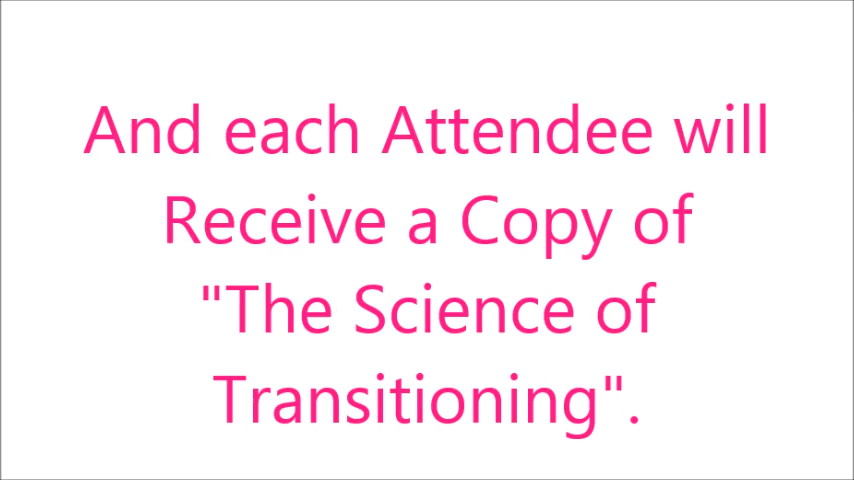 And each Attendee will
Receive a Copy of
"The Science of
Transitioning".